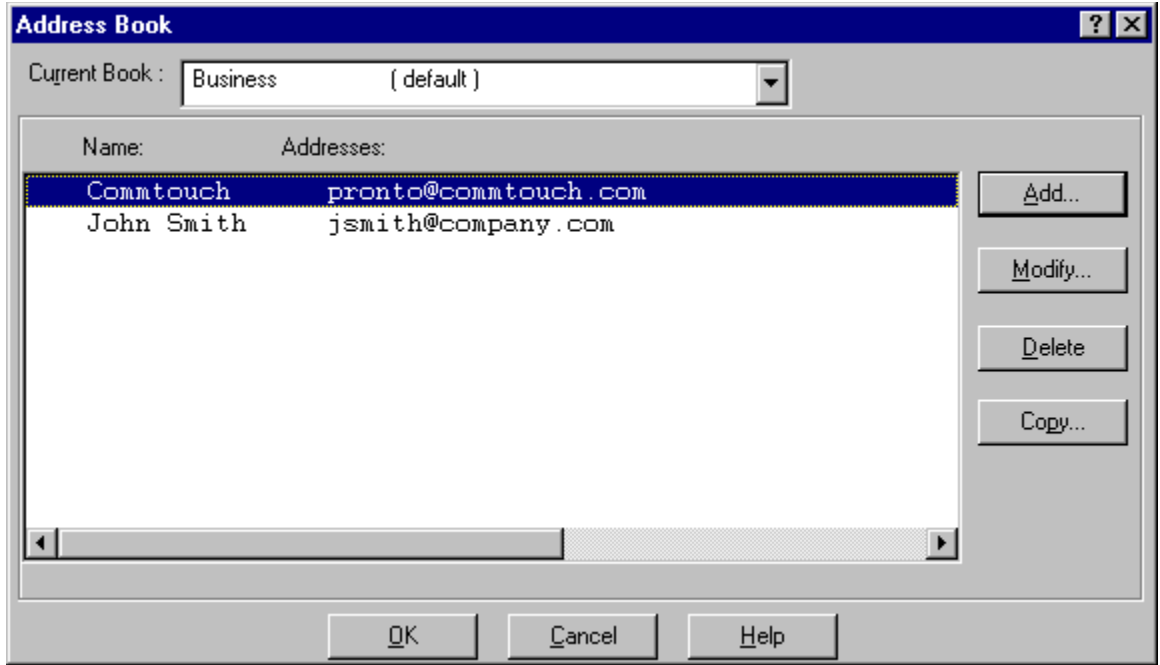 Address Book
Current Book : Business ( default )
Name: Addresses:
Commtouch pronto@commtouch.com
John Smith jsmith@company.com
Add...
Modify...
Delete
Copy...
OK Cancel Help